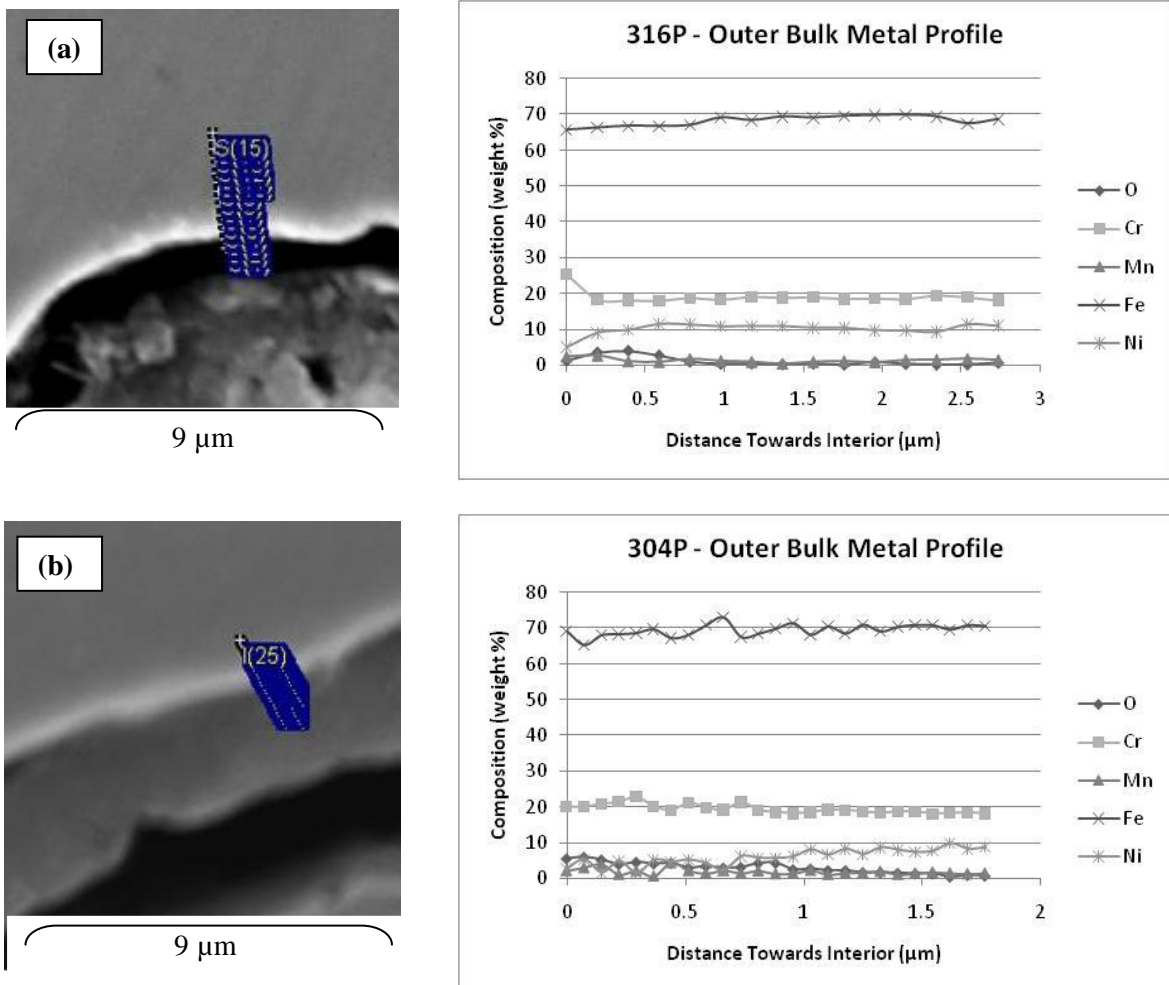 (a)
S(15)
9 µm
316P - Outer Bulk Metal Profile
Composition (weight %)
80
70
60
50
40
30
20
10
0
0 0.5 1 1.5 2 2.5 3
Distance Towards Interior (µm)
O
Cr
Mn
Fe
Ni
(b)
I(25)
9 µm
304P - Outer Bulk Metal Profile
Composition (weight %)
80
70
60
50
40
30
20
10
0
0 0.5 1 1.5 2
Distance Towards Interior (µm)
O
Cr
Mn
Fe
Ni